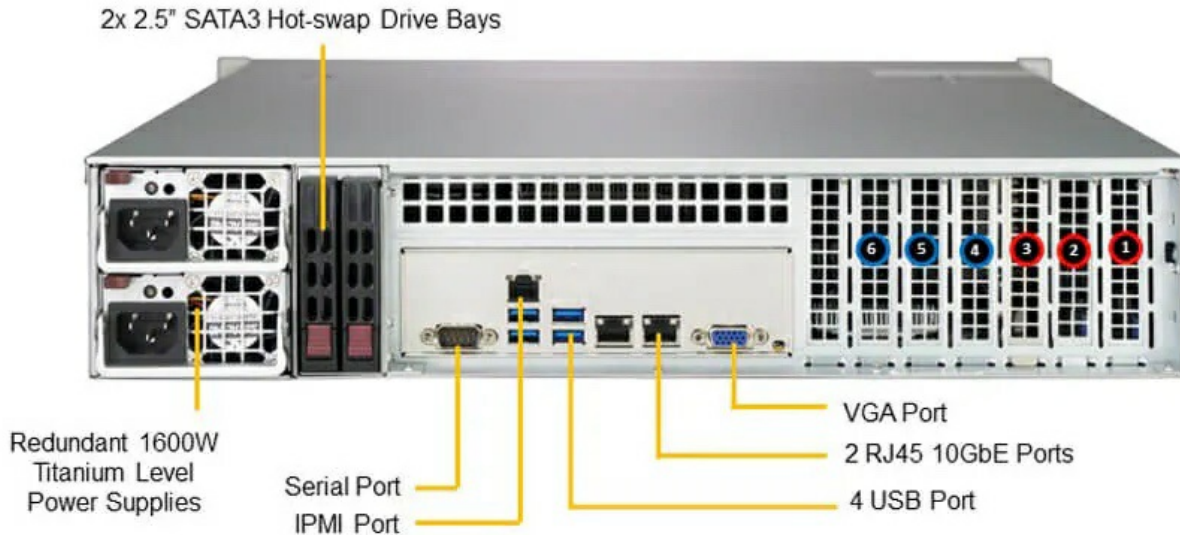 2x 2.5" SATA3 Hot-swap Drive Bays
6 5 4 3 2 1
Redundant 1600W
Titanium Level
Power Supplies
Serial Port
IPMI Port
VGA Port
2 RJ45 10GbE Ports
4 USB Port